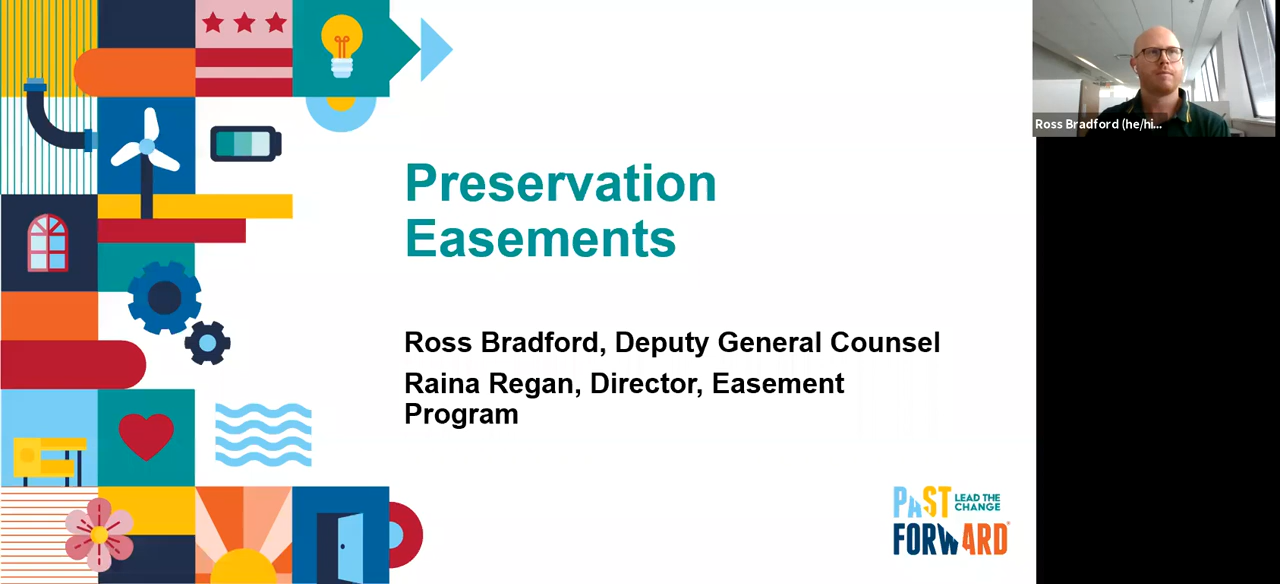 Preservation
Easements
Ross Bradford, Deputy General Counsel
Raina Regan, Director, Easement
Program
Ross Bradford (he/hi...
PAST LEAD THE
CHANGE
FORWARD®